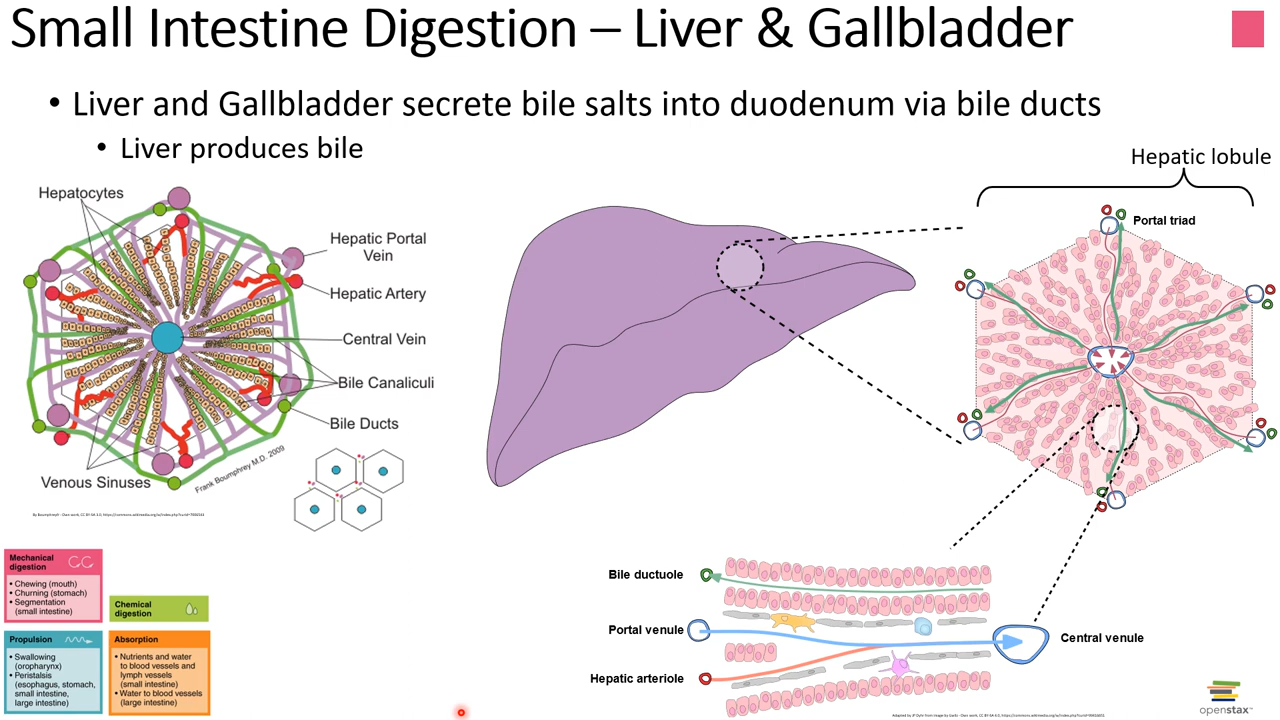 Small Intestine Digestion – Liver & Gallbladder
• Liver and Gallbladder secrete bile salts into duodenum via bile ducts
• Liver produces bile
Hepatic lobule
Hepatocytes
Hepatic Portal
Vein
Hepatic Artery
Central Vein
Bile Canaliculi
Bile Ducts
Venous Sinuses
Frank Boumphrey M.D. 2009
Portal triad
Bile ductuole
Portal venule
Hepatic arteriole
Central venule
Mechanical
digestion
• Chewing (mouth)
• Churning (stomach)
• Segmentation
(small intestine)
Chemical
digestion
Propulsion
• Swallowing
(oropharynx)
• Peristalsis
(esophagus, stomach,
small intestine,
large intestine)
Absorption
• Nutrients and water
to blood vessels and
lymph vessels
(small intestine)
• Water to blood vessels
(large intestine)
openstax™